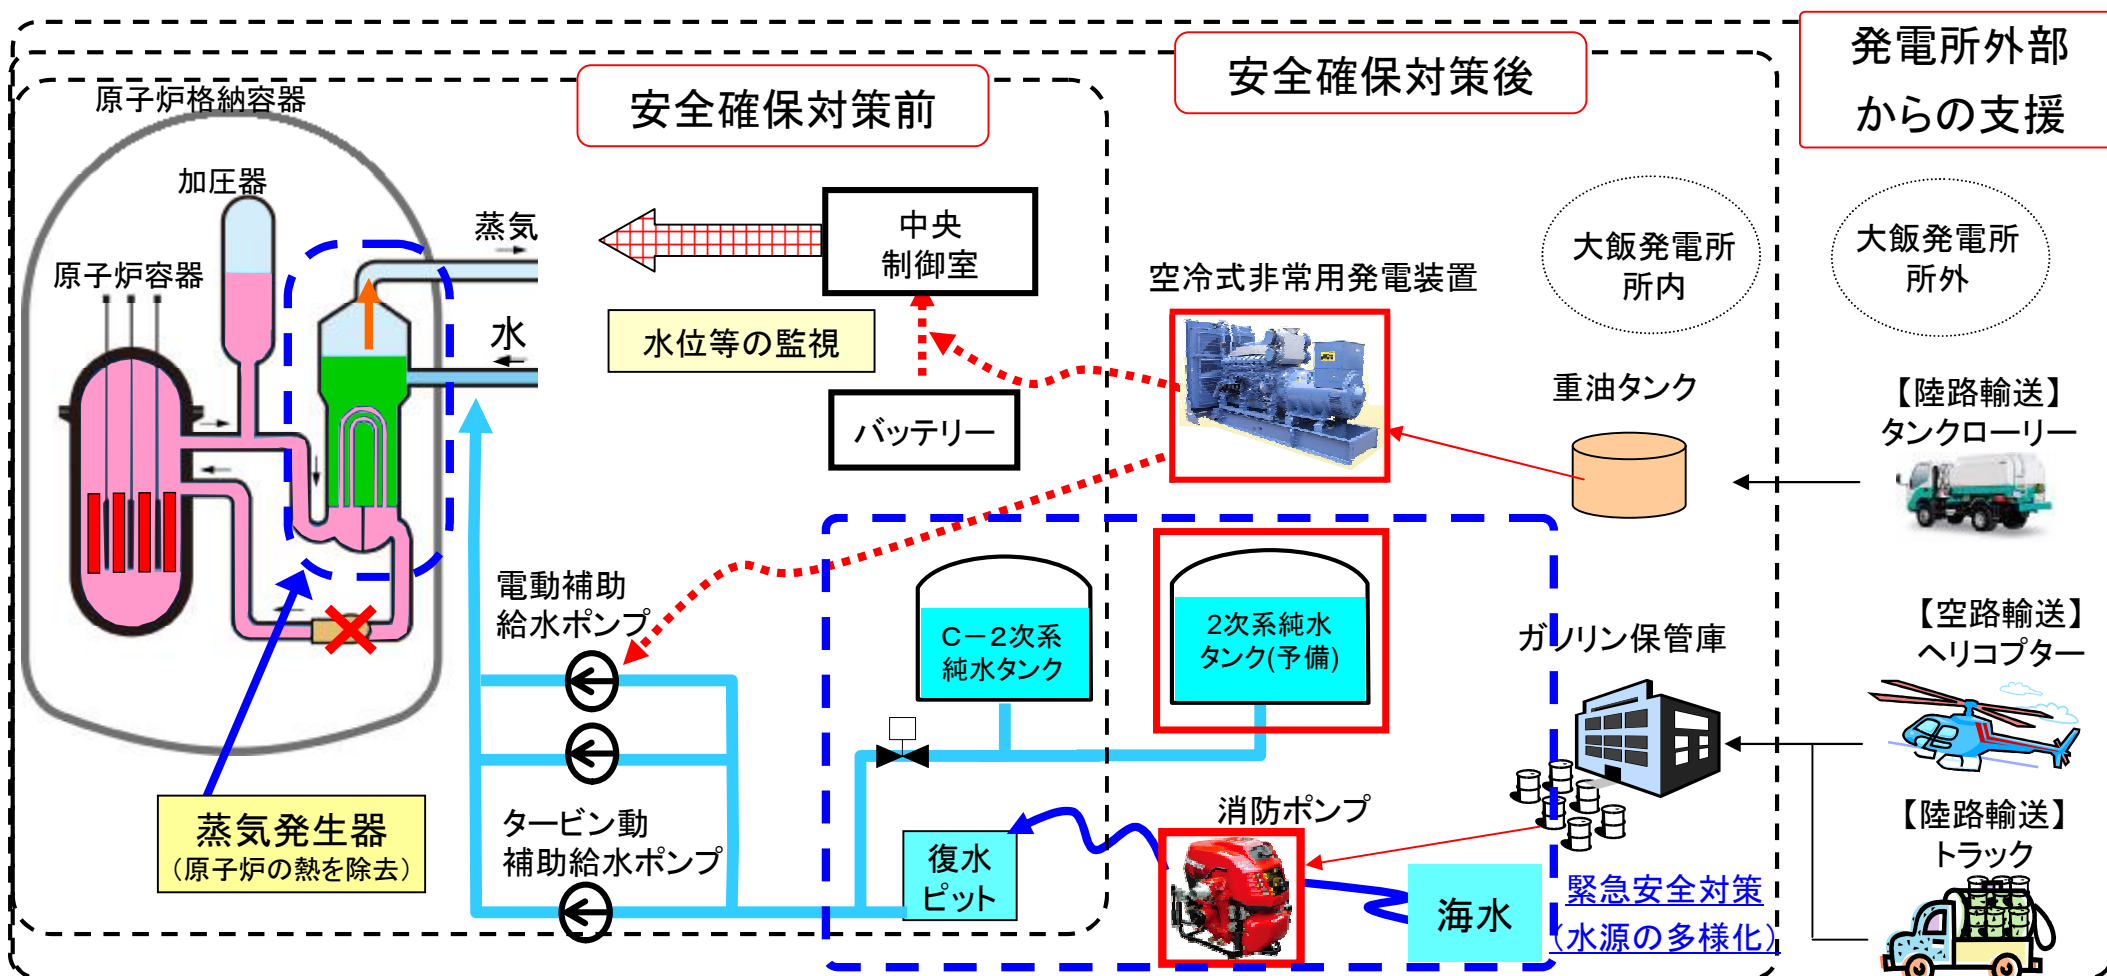 発電所外部
からの支援
安全確保対策後
安全確保対策前
原子炉格納容器
加圧器
蒸気
原子炉容器
水
中央
制御室
水位等の監視
バッテリー
空冷式非常用発電装置
大飯発電所
所内
大飯発電所
所外
重油タンク
【陸路輸送】
タンクローリー
電動補助
給水ポンプ
C－2次系
純水タンク
2次系純水
タンク(予備)
ガソリン保管庫
【空路輸送】
ヘリコプター
蒸気発生器
(原子炉の熱を除去)
タービン動
補助給水ポンプ
復水
ピット
消防ポンプ
海水
緊急安全対策
(水源の多様化)
【陸路輸送】
トラック